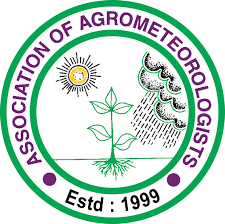 ASSOCIATION OF AGROMETEOROLOGISTS
Estd : 1999